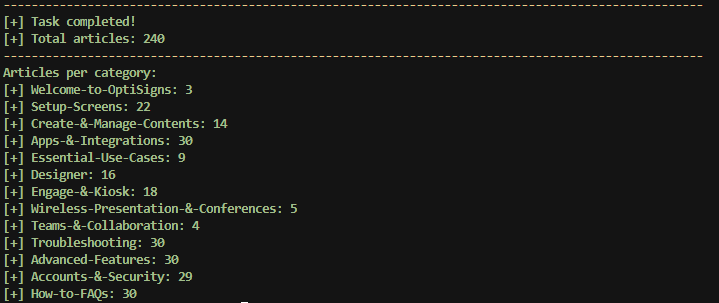 ----------------------------------------------------------------------------------------------------
[+] Task completed!
[+] Total articles: 240
----------------------------------------------------------------------------------------------------
Articles per category:
[+] Welcome-to-OptiSigns: 3
[+] Setup-Screens: 22
[+] Create-&-Manage-Contents: 14
[+] Apps-&-Integrations: 30
[+] Essential-Use-Cases: 9
[+] Designer: 16
[+] Engage-&-Kiosk: 18
[+] Wireless-Presentation-&-Conferences: 5
[+] Teams-&-Collaboration: 4
[+] Troubleshooting: 30
[+] Advanced-Features: 30
[+] Accounts-&-Security: 29
[+] How-to-FAQs: 30